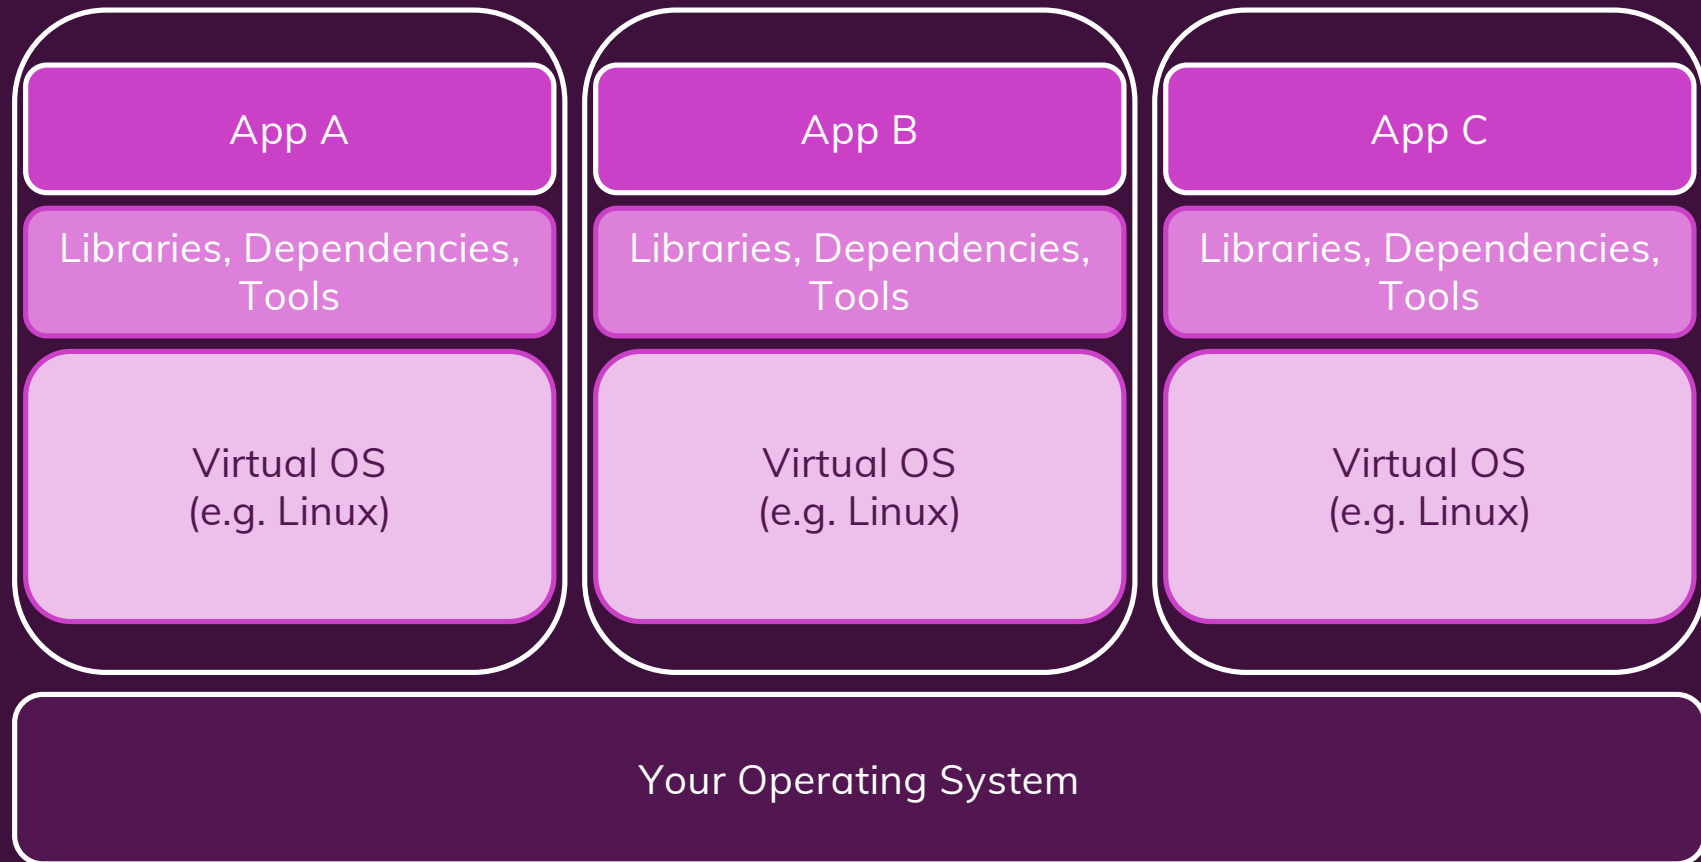 App A
App B
App C
Libraries, Dependencies,
Tools
Libraries, Dependencies,
Tools
Libraries, Dependencies,
Tools
Virtual OS
(e.g. Linux)
Virtual OS
(e.g. Linux)
Virtual OS
(e.g. Linux)
Your Operating System